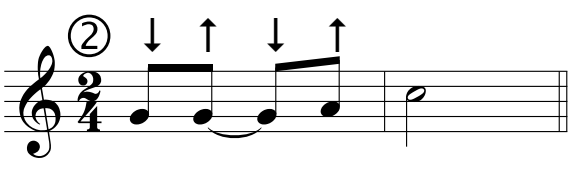 ② ↓ ↑ ↓ ↑
2
4